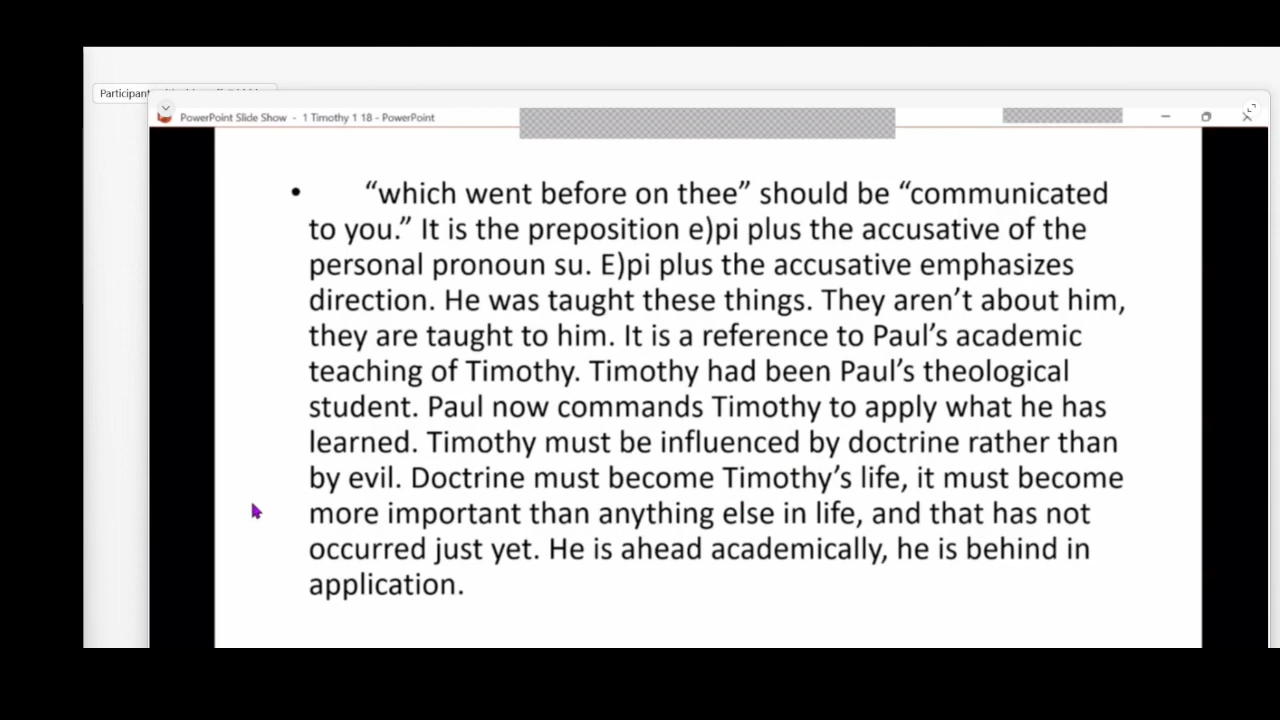 Participant
PowerPoint Slide Show - 1 Timothy 1 18 - PowerPoint
• “which went before on thee” should be “communicated
to you.” It is the preposition e)pi plus the accusative of the
personal pronoun su. E)pi plus the accusative emphasizes
direction. He was taught these things. They aren’t about him,
they are taught to him. It is a reference to Paul’s academic
teaching of Timothy. Timothy had been Paul’s theological
student. Paul now commands Timothy to apply what he has
learned. Timothy must be influenced by doctrine rather than
by evil. Doctrine must become Timothy’s life, it must become
more important than anything else in life, and that has not
occurred just yet. He is ahead academically, he is behind in
application.